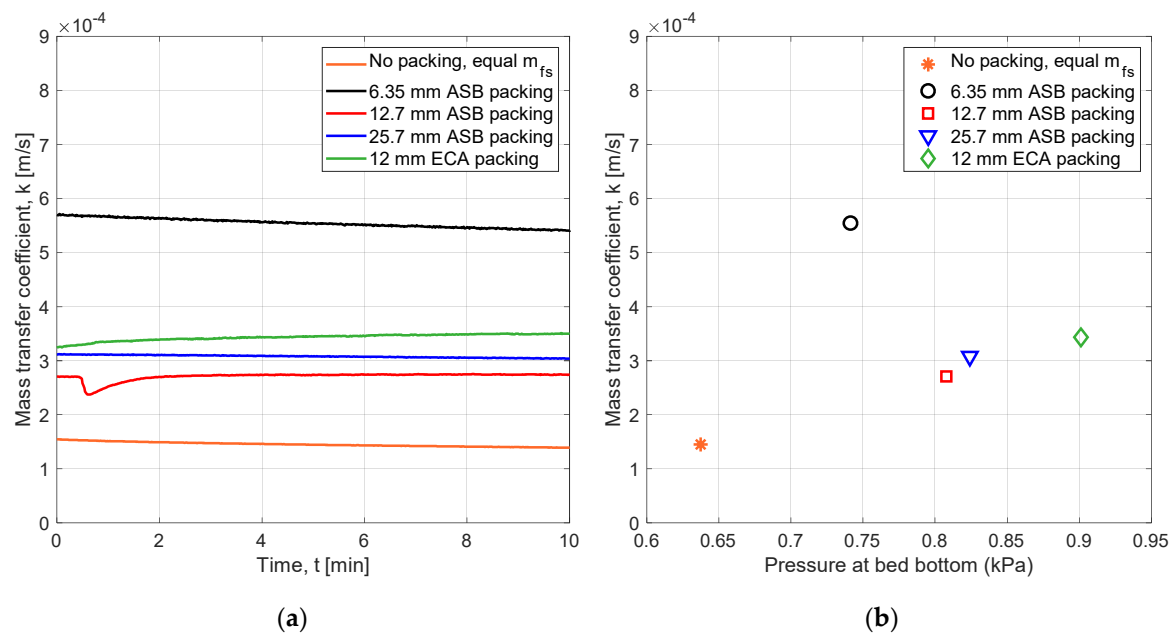 ×10⁻⁴
9
8
7
6
5
4
3
2
1
0
Mass transfer coefficient, k [m/s]
No packing, equal m_fs
6.35 mm ASB packing
12.7 mm ASB packing
25.7 mm ASB packing
12 mm ECA packing
0 2 4 6 8 10
Time, t [min]
(a)
×10⁻⁴
9
8
7
6
5
4
3
2
1
0
Mass transfer coefficient, k [m/s]
No packing, equal m_fs
6.35 mm ASB packing
12.7 mm ASB packing
25.7 mm ASB packing
12 mm ECA packing
0.6 0.65 0.7 0.75 0.8 0.85 0.9 0.95
Pressure at bed bottom (kPa)
(b)